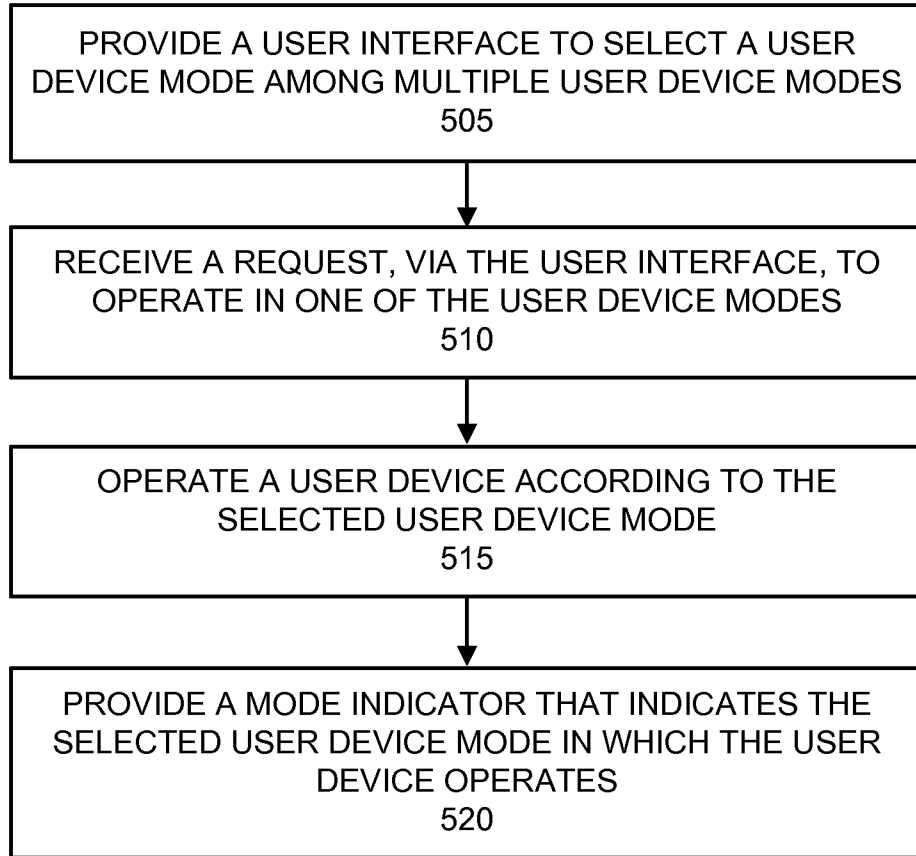 PROVIDE A USER INTERFACE TO SELECT A USER
DEVICE MODE AMONG MULTIPLE USER DEVICE MODES
505
RECEIVE A REQUEST, VIA THE USER INTERFACE, TO
OPERATE IN ONE OF THE USER DEVICE MODES
510
OPERATE A USER DEVICE ACCORDING TO THE
SELECTED USER DEVICE MODE
515
PROVIDE A MODE INDICATOR THAT INDICATES THE
SELECTED USER DEVICE MODE IN WHICH THE USER
DEVICE OPERATES
520